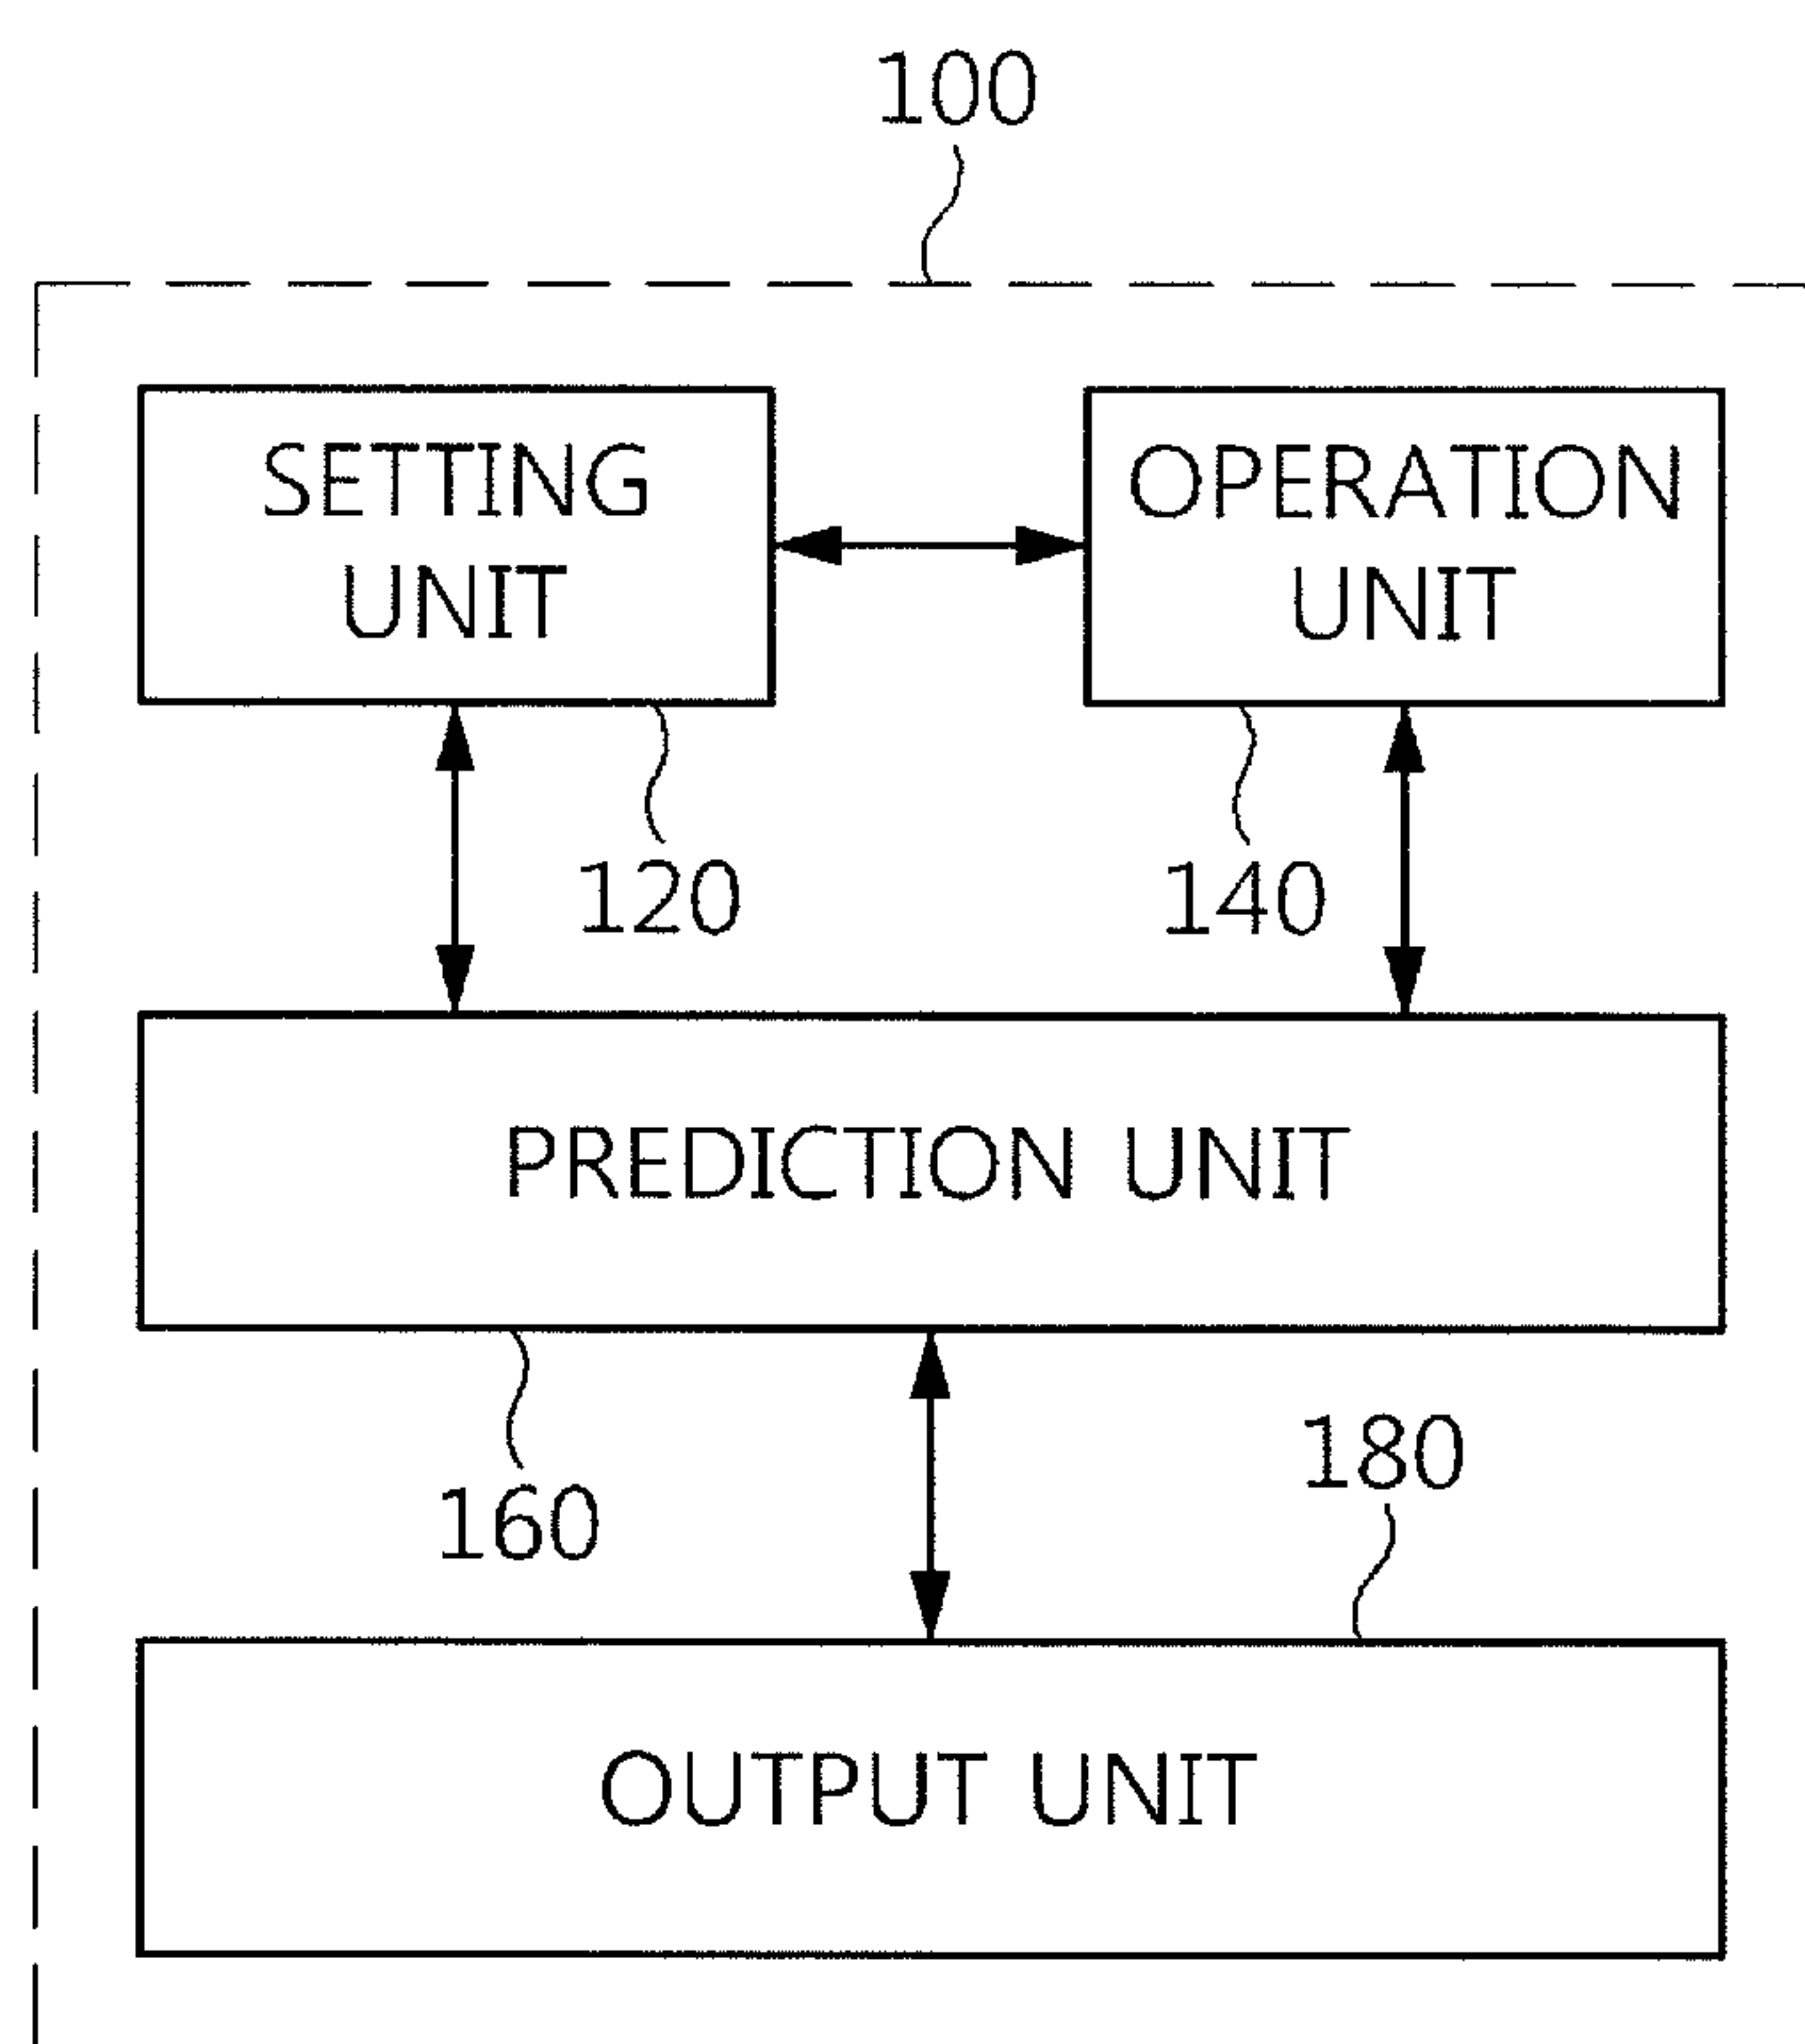 100
SETTING
UNIT
OPERATION
UNIT
120
140
PREDICTION UNIT
160
180
OUTPUT UNIT